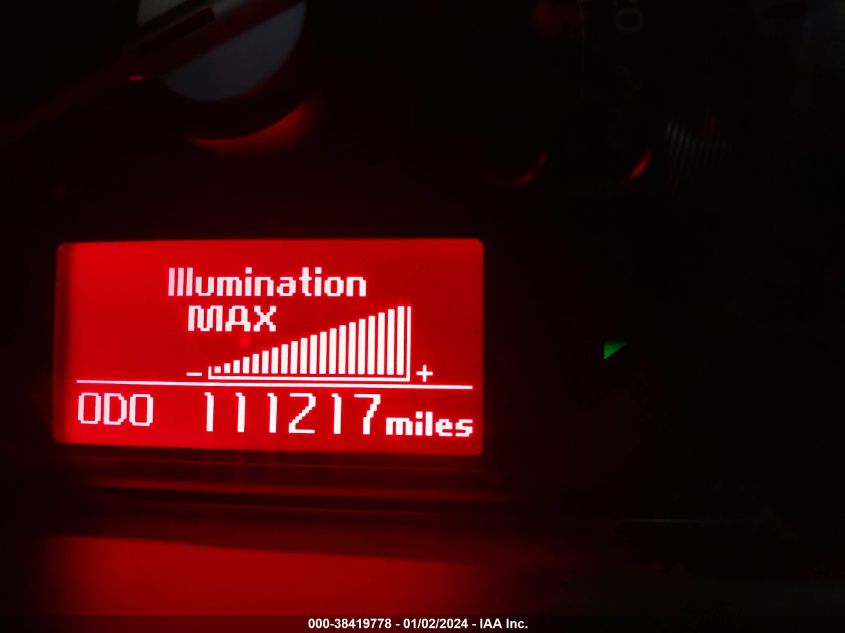 Illumination
MAX
– +
ODO 111217 miles
000-38419778 - 01/02/2024 - IAA Inc.